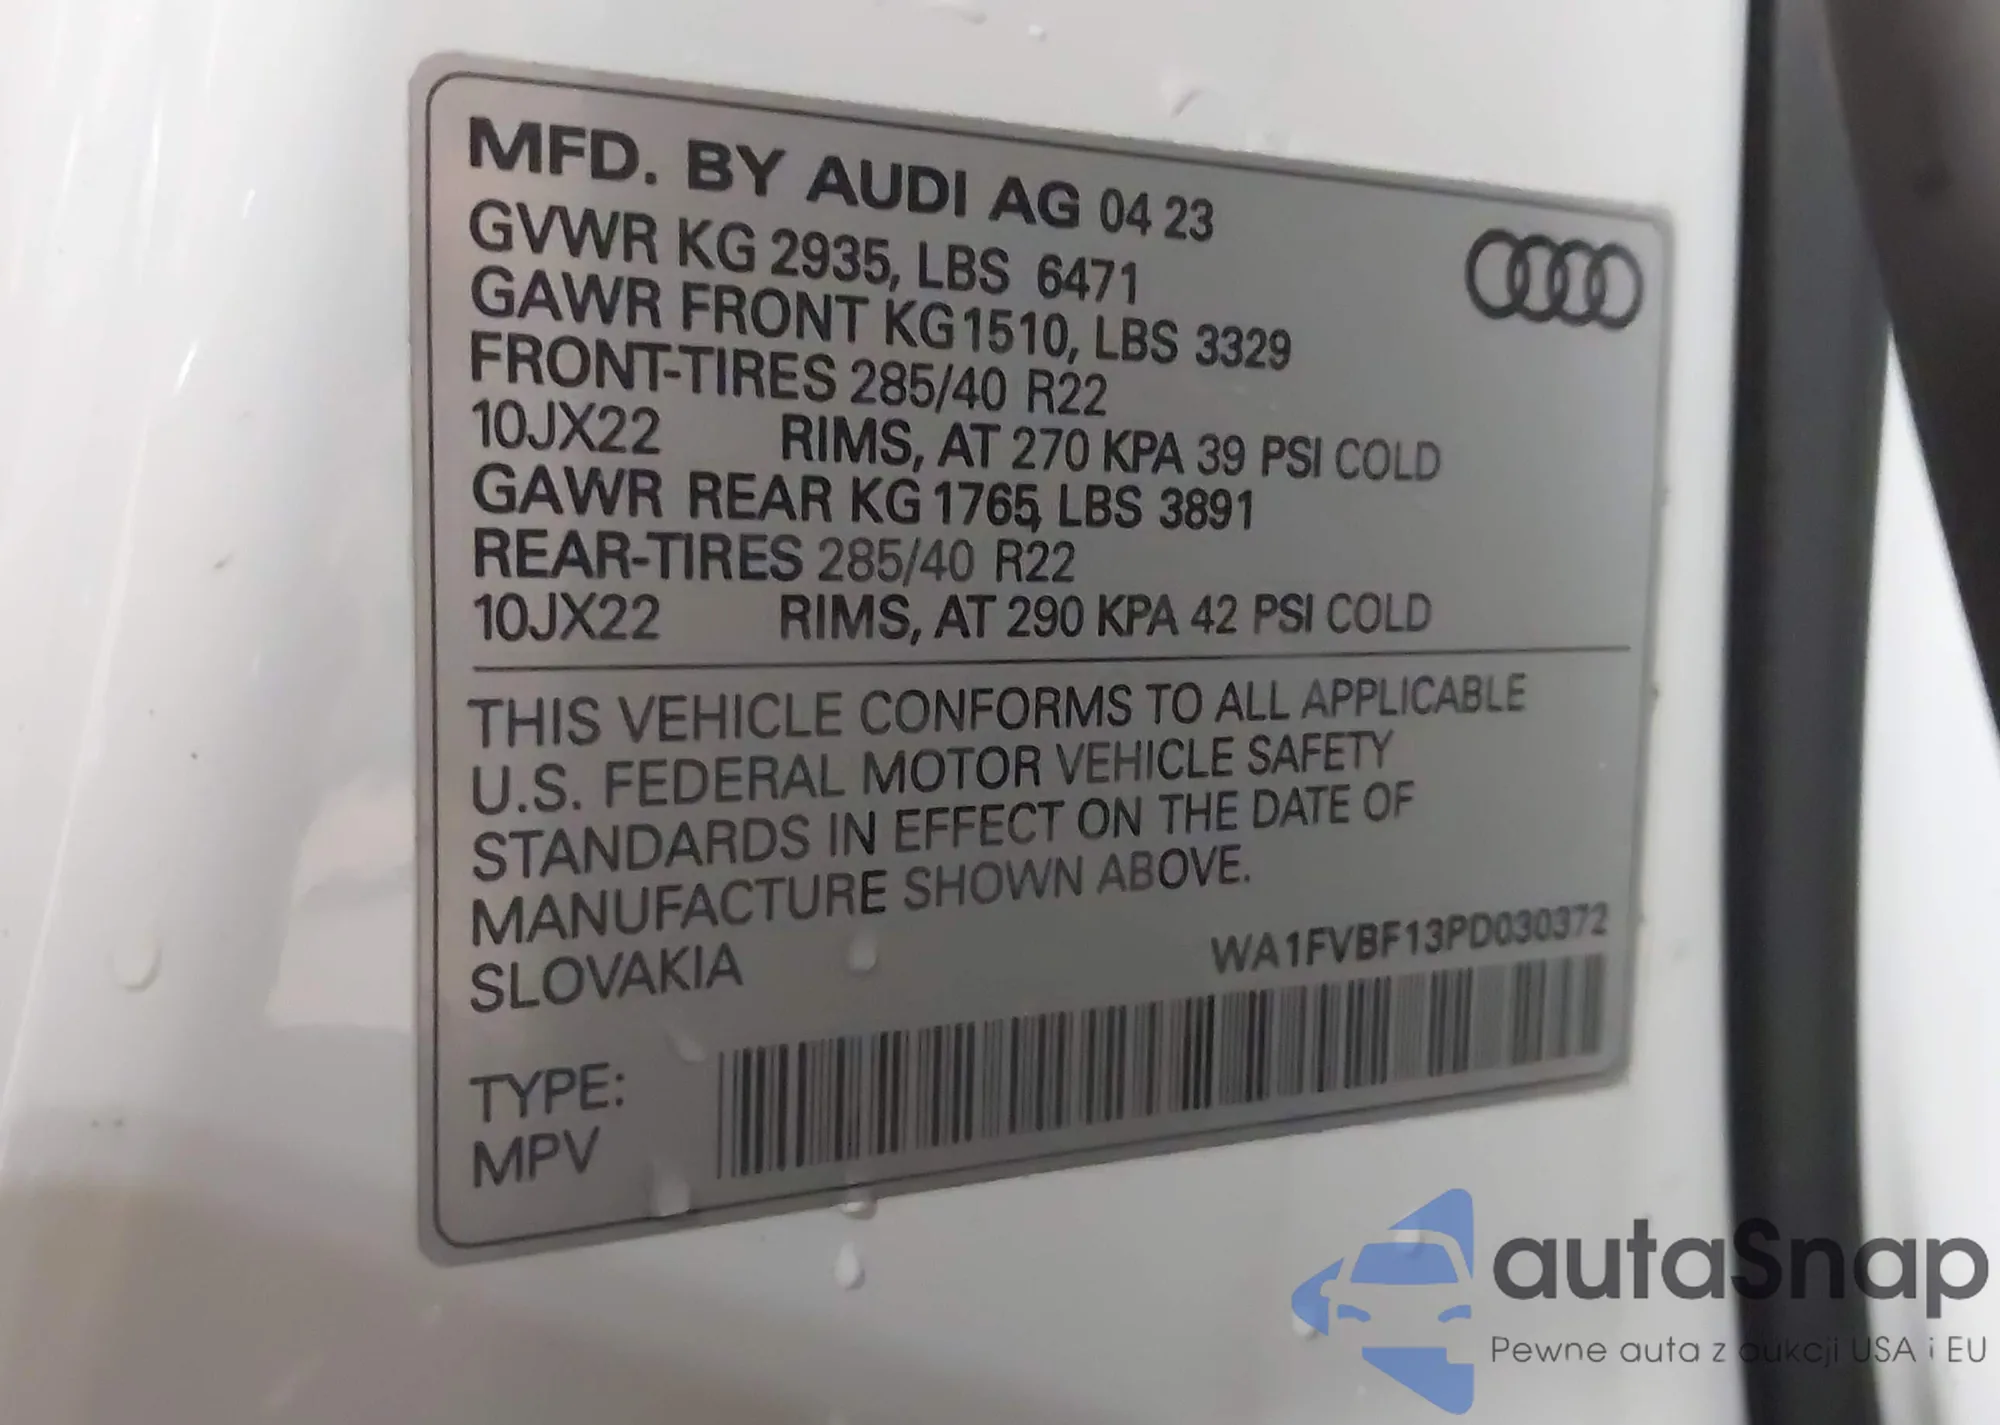 MFD. BY AUDI AG 04 23
GVWR KG 2935, LBS 6471
GAWR FRONT KG 1510, LBS 3329
FRONT-TIRES 285/40 R22
10JX22 RIMS, AT 270 KPA 39 PSI COLD
GAWR REAR KG 1765, LBS 3891
REAR-TIRES 285/40 R22
10JX22 RIMS, AT 290 KPA 42 PSI COLD
THIS VEHICLE CONFORMS TO ALL APPLICABLE
U.S. FEDERAL MOTOR VEHICLE SAFETY
STANDARDS IN EFFECT ON THE DATE OF
MANUFACTURE SHOWN ABOVE.
SLOVAKIA WA1FVBF13PD030372
TYPE:
MPV
autaSnap
Pewne auta z aukcji USA i EU